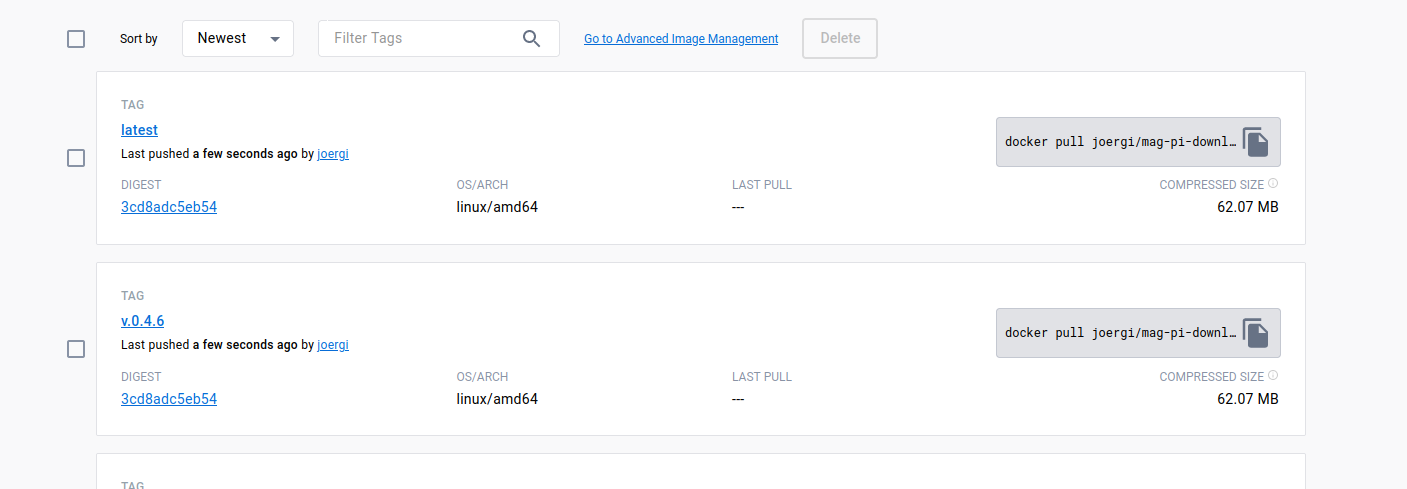 Sort by Newest Filter Tags Go to Advanced Image Management Delete
TAG
latest
Last pushed a few seconds ago by joergi
docker pull joergi/mag-pi-downl…
DIGEST OS/ARCH LAST PULL COMPRESSED SIZE
3cd8adc5eb54 linux/amd64 --- 62.07 MB
TAG
v.0.4.6
Last pushed a few seconds ago by joergi
docker pull joergi/mag-pi-downl…
DIGEST OS/ARCH LAST PULL COMPRESSED SIZE
3cd8adc5eb54 linux/amd64 --- 62.07 MB
TAG